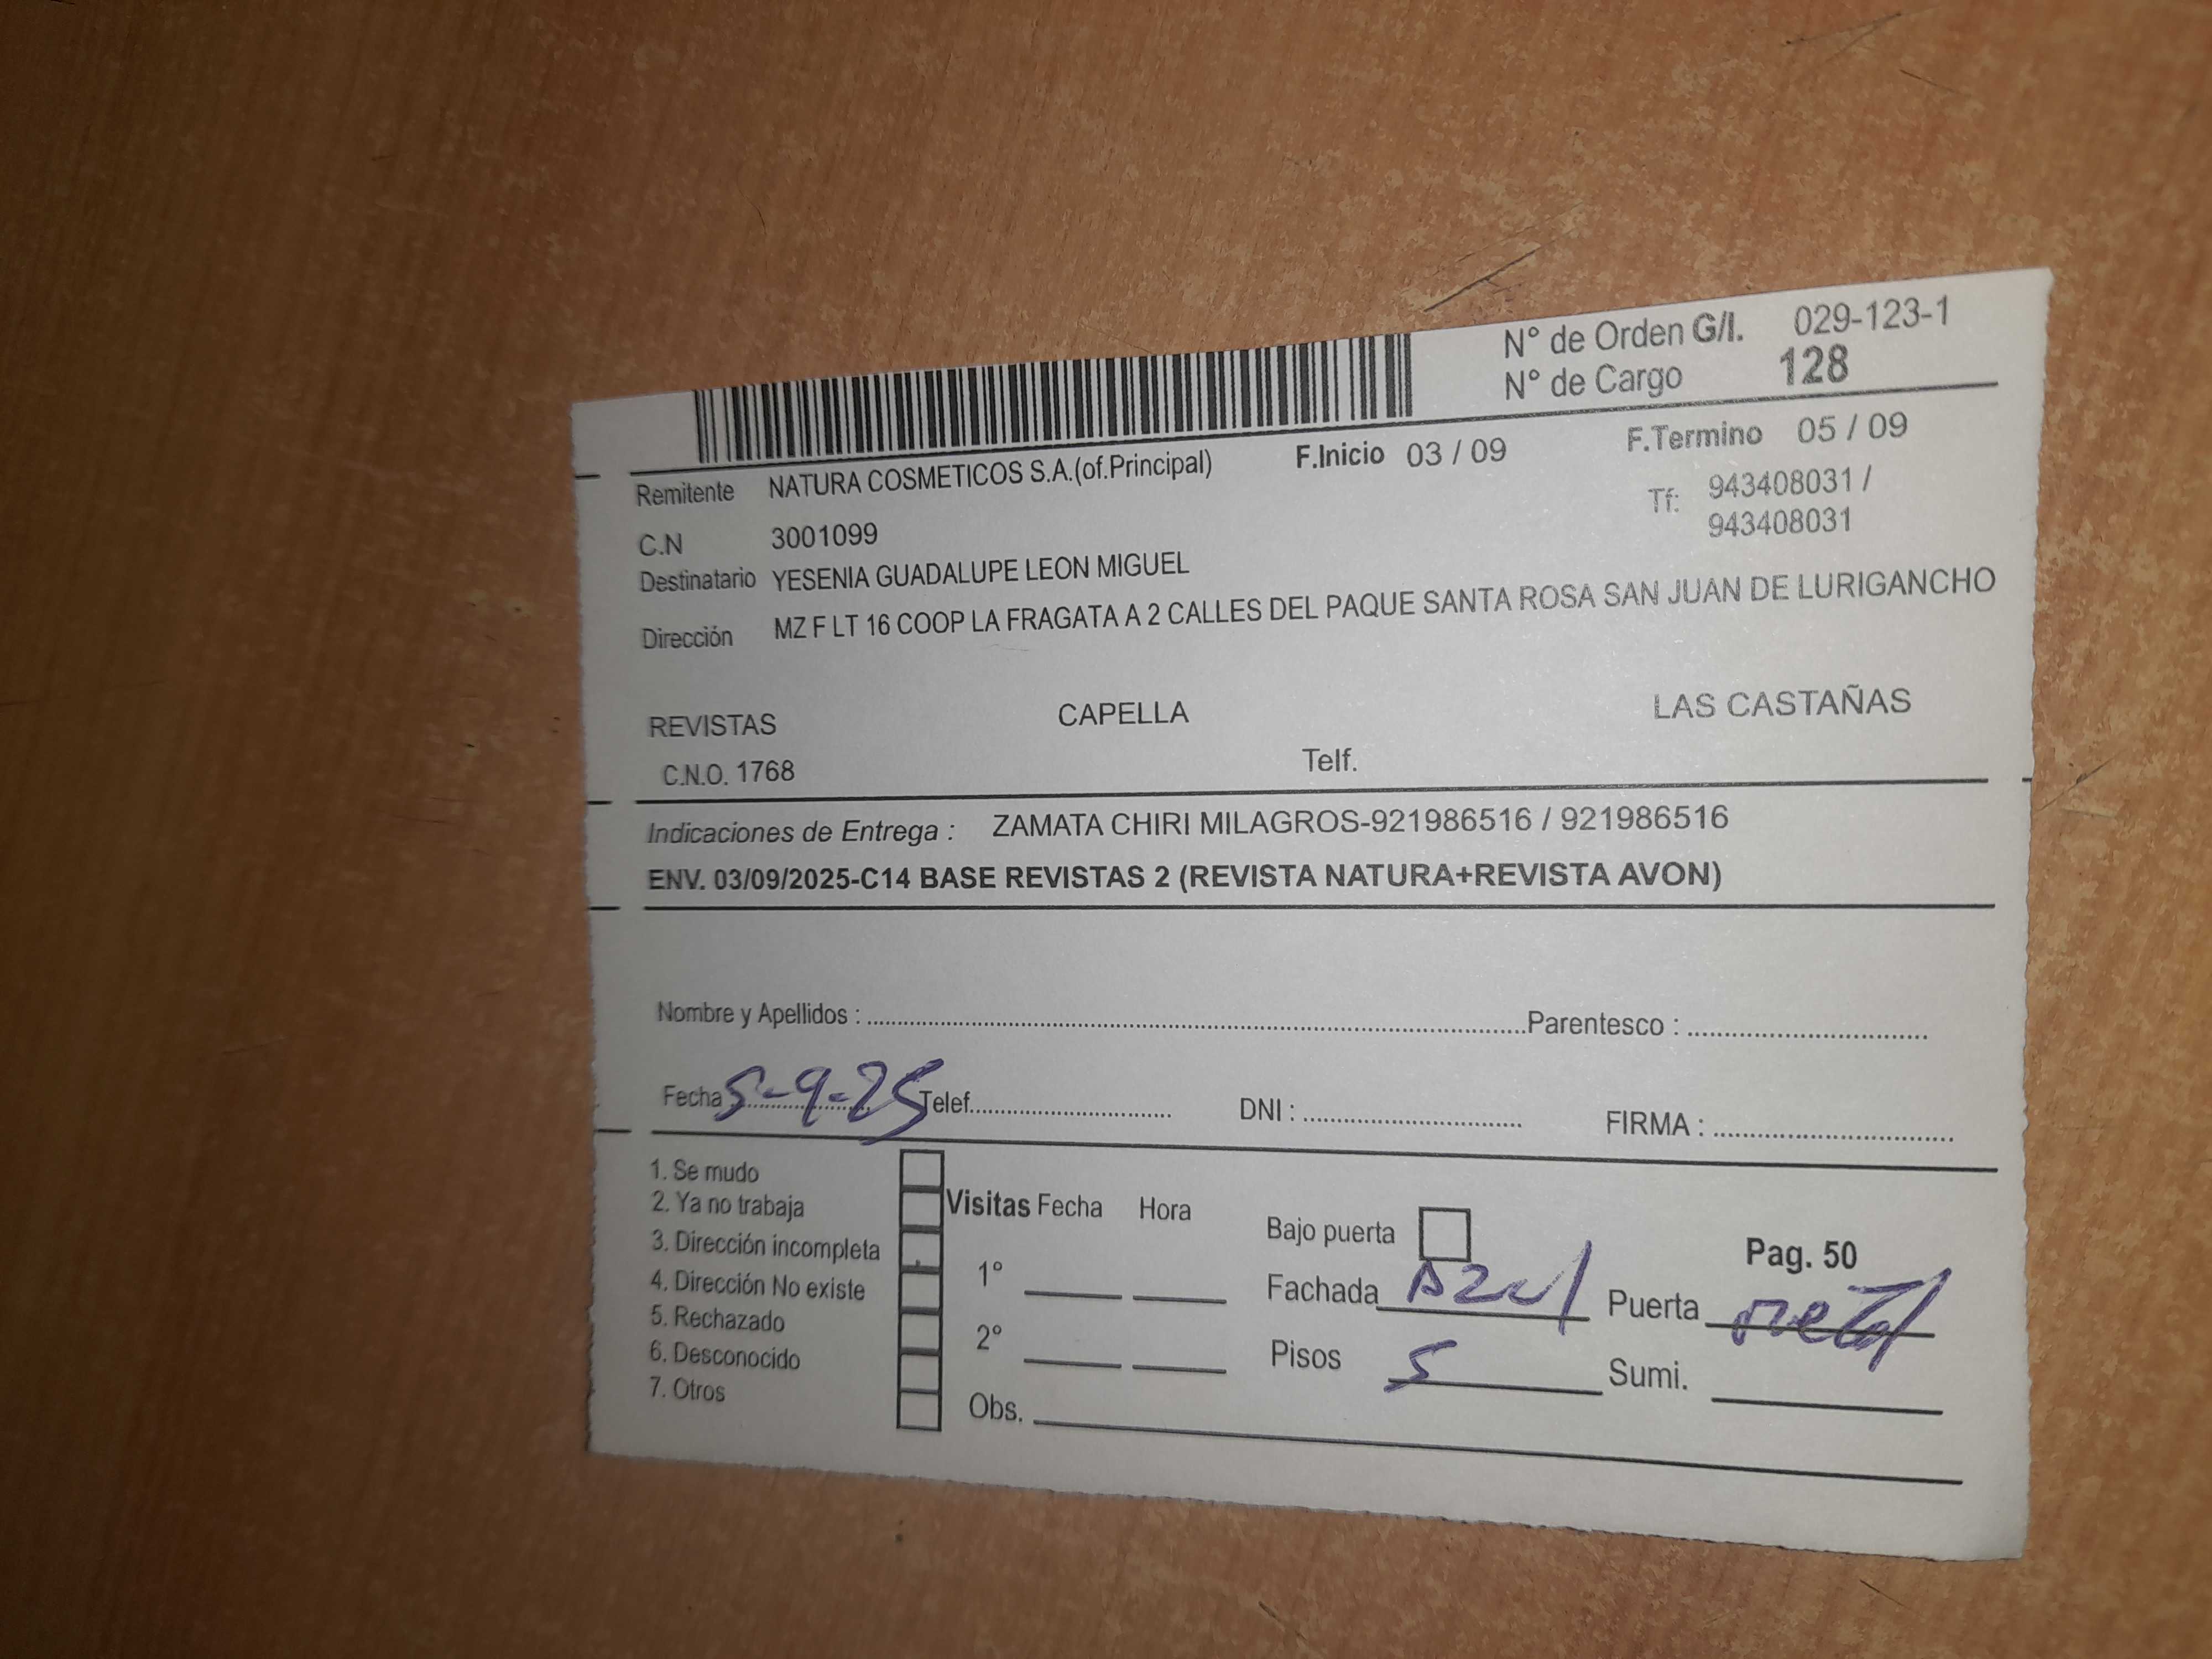 N° de Orden G/I. 029-123-1
N° de Cargo 128
F.Inicio 03 / 09 F.Termino 05 / 09
Remitente NATURA COSMETICOS S.A.(of.Principal)
Tf: 943408031 /
943408031
C.N 3001099
Destinatario YESENIA GUADALUPE LEON MIGUEL
Dirección MZ F LT 16 COOP LA FRAGATA A 2 CALLES DEL PAQUE SANTA ROSA SAN JUAN DE LURIGANCHO
REVISTAS CAPELLA LAS CASTAÑAS
C.N.O. 1768 Telf.
Indicaciones de Entrega : ZAMATA CHIRI MILAGROS-921986516 / 921986516
ENV. 03/09/2025-C14 BASE REVISTAS 2 (REVISTA NATURA+REVISTA AVON)
Nombre y Apellidos : Parentesco :
Fecha 5-9-25 Telef. DNI : FIRMA :
1. Se mudo
2. Ya no trabaja
3. Dirección incompleta
4. Dirección No existe
5. Rechazado
6. Desconocido
7. Otros
Visitas Fecha Hora
1°
2°
Obs.
Bajo puerta Pag. 50
Fachada Azul Puerta metal
Pisos 5 Sumi.